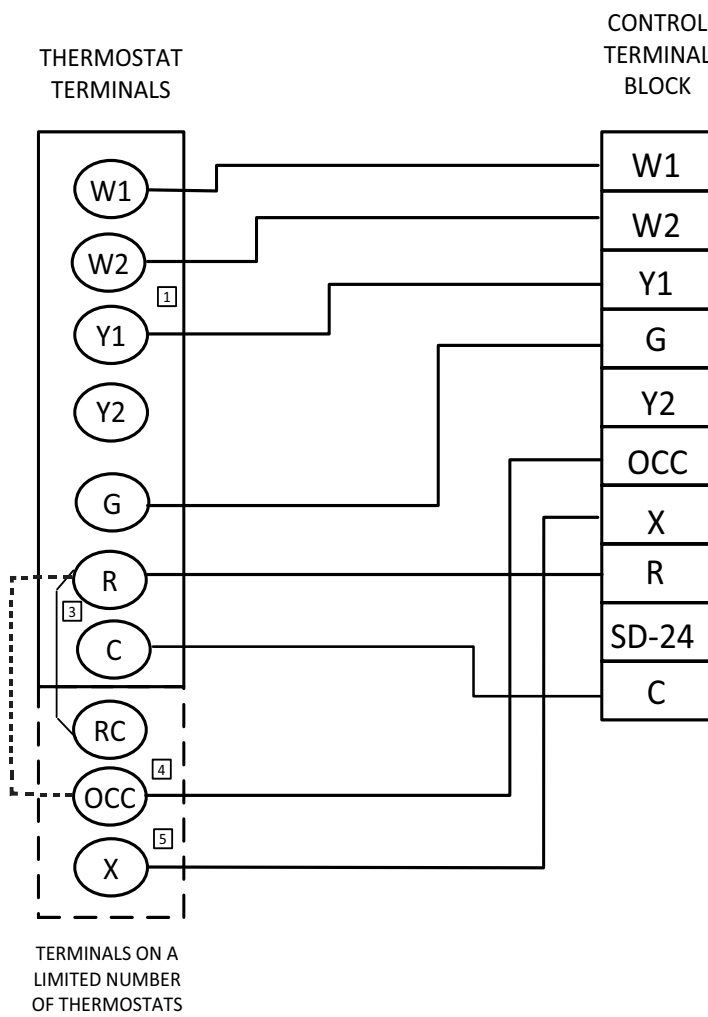 THERMOSTAT
TERMINALS
W1
W2
1
Y1
Y2
G
R
3
C
RC
4
OCC
5
X
TERMINALS ON A
LIMITED NUMBER
OF THERMOSTATS
CONTROL
TERMINAL
BLOCK
W1
W2
Y1
G
Y2
OCC
X
R
SD-24
C